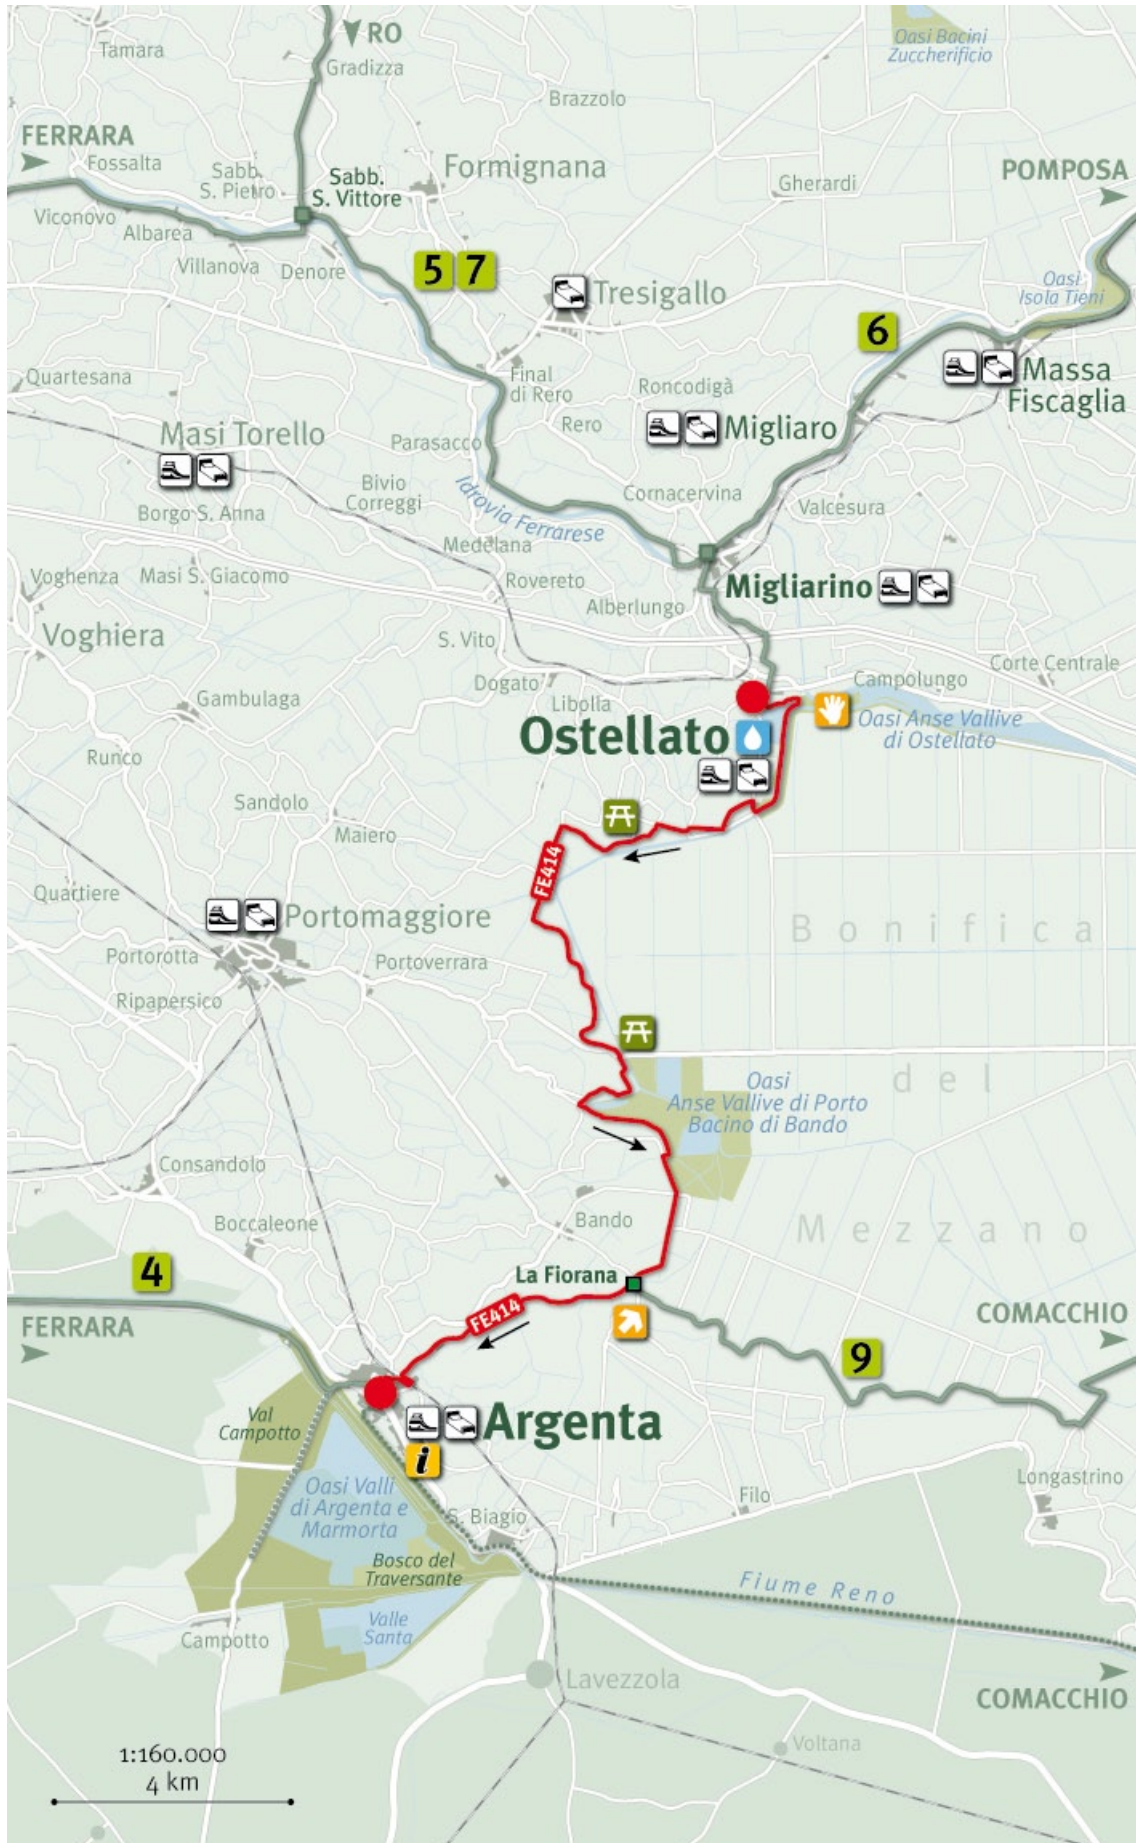 RO
Tamara
Gradizza
Oasi Bacini
Zuccherificio
Brazzolo
FERRARA
Fossalta
Sabb.
S. Pietro
Sabb.
S. Vittore
Formignana
POMPOSA
Gherardi
Viconovo
Albarea
Villanova
Denore
5
7
Tresigallo
Oasi
Isola Tieni
6
Quartesana
Final
di Rero
Roncodigà
Massa
Fiscaglia
Masi Torello
Parasacco
Rero
Migliaro
Bivio
Correggi
Idrovia Ferrarese
Cornacervina
Valcesura
Borgo S. Anna
Medelana
Voghenza
Masi S. Giacomo
Rovereto
Migliarino
Alberlungo
Voghiera
S. Vito
Corte Centrale
Dogato
Campolungo
Gambulaga
Libolla
Oasi Anse Vallive
di Ostellato
Ostellato
Runco
Sandolo
Maiero
FE414
Quartiere
Portomaggiore
Bonifica
Portorotta
Portoverrara
Ripapersico
del
Oasi
Anse Vallive di Porto
Bacino di Bando
Consandolo
Boccaleone
Bando
Mezzano
4
La Fiorana
FERRARA
FE414
COMACCHIO
9
Val
Campotto
Argenta
i
Oasi Valli
di Argenta e
Marmorta
Longastrino
Filo
S. Biagio
Bosco del
Traversante
Fiume Reno
Valle
Santa
Campotto
Lavezzola
COMACCHIO
Voltana
1:160.000
4 km